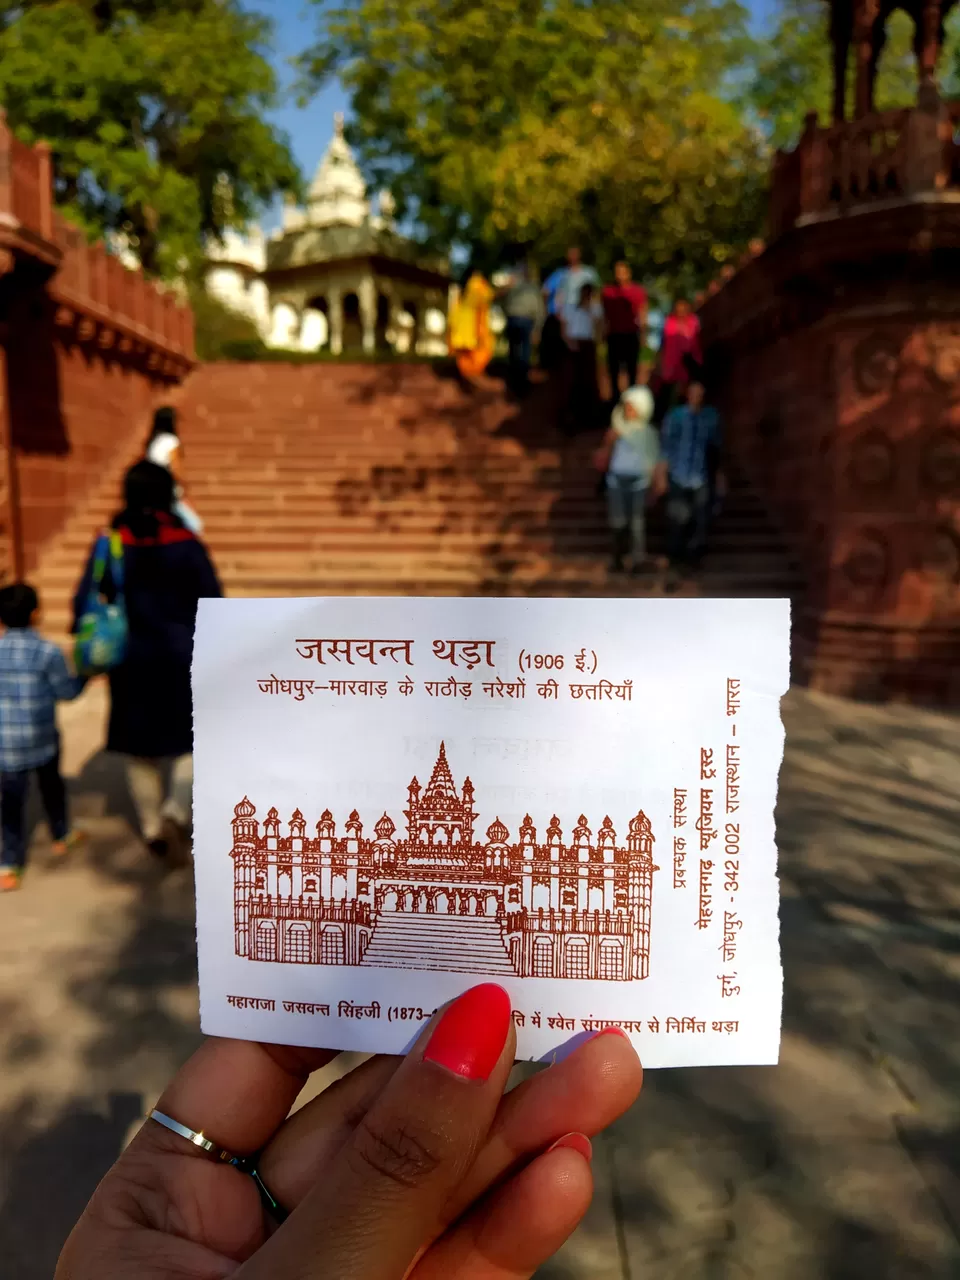 जसवन्त थड़ा (1906 ई.)
जोधपुर–मारवाड़ के राठौड़ नरेशों की छतरियाँ
महाराजा जसवन्त सिंहजी (1873– ति में श्वेत संगमरमर से निर्मित थड़ा
प्रबन्धक संस्था
मेहरानगढ़ म्यूजियम ट्रस्ट
दुर्ग, जोधपुर - 342 002 राजस्थान – भारत